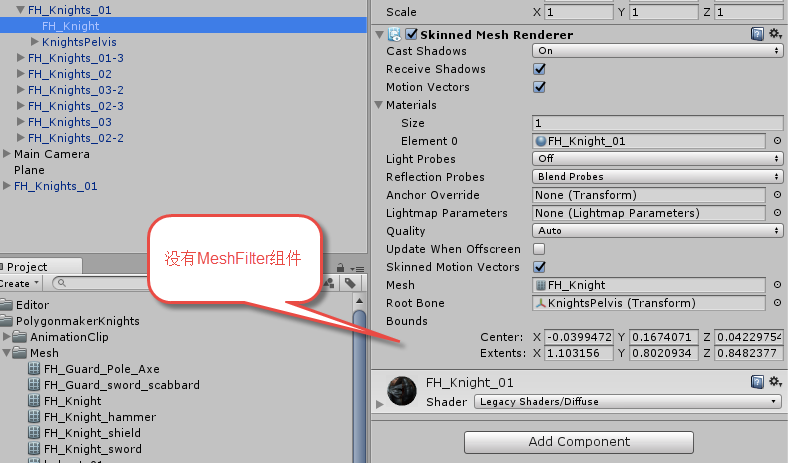 FH_Knights_01
FH_Knight
KnightsPelvis
FH_Knights_01-3
FH_Knights_02
FH_Knights_03-2
FH_Knights_02-3
FH_Knights_03
FH_Knights_02-2
Main Camera
Plane
FH_Knights_01
没有MeshFilter组件
Project
Create
Editor
PolygonmakerKnights
AnimationClip
Mesh
FH_Guard_Pole_Axe
FH_Guard_sword_scabbard
FH_Knight
FH_Knight_hammer
FH_Knight_shield
FH_Knight_sword
Scale X 1 Y 1 Z 1
Skinned Mesh Renderer
Cast Shadows On
Receive Shadows
Motion Vectors
Materials
Size 1
Element 0 FH_Knight_01
Light Probes Off
Reflection Probes Blend Probes
Anchor Override None (Transform)
Lightmap Parameters None (Lightmap Parameters)
Quality Auto
Update When Offscreen
Skinned Motion Vectors
Mesh FH_Knight
Root Bone KnightsPelvis (Transform)
Bounds
Center: X -0.0399472 Y 0.1674071 Z 0.04229754
Extents: X 1.103156 Y 0.8020934 Z 0.8482377
FH_Knight_01
Shader Legacy Shaders/Diffuse
Add Component